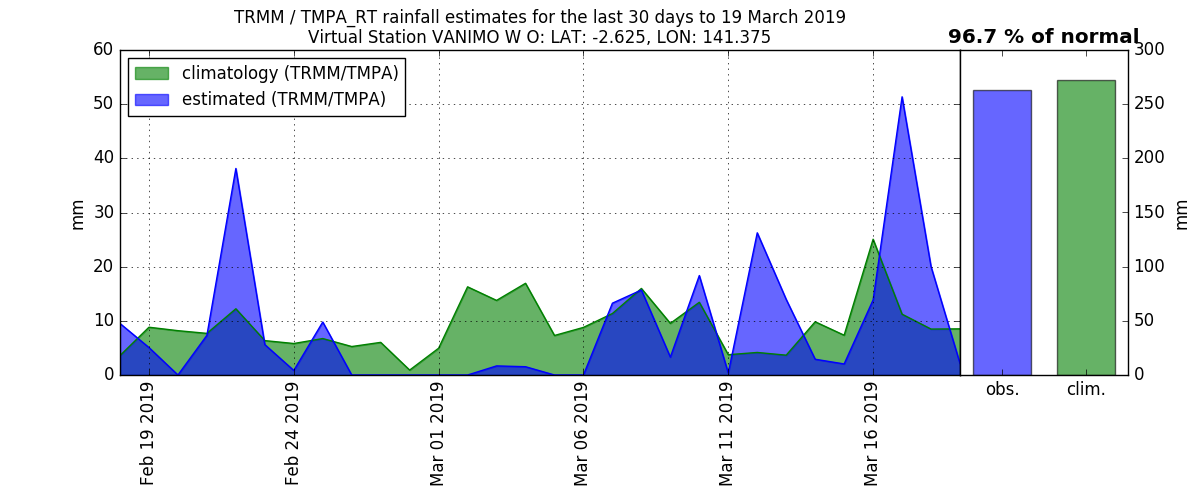 TRMM / TMPA_RT rainfall estimates for the last 30 days to 19 March 2019
Virtual Station VANIMO W O: LAT: -2.625, LON: 141.375
96.7 % of normal
climatology (TRMM/TMPA)
estimated (TRMM/TMPA)
60
50
40
30
20
10
0
mm
300
250
200
150
100
50
0
mm
Feb 19 2019
Feb 24 2019
Mar 01 2019
Mar 06 2019
Mar 11 2019
Mar 16 2019
obs.
clim.